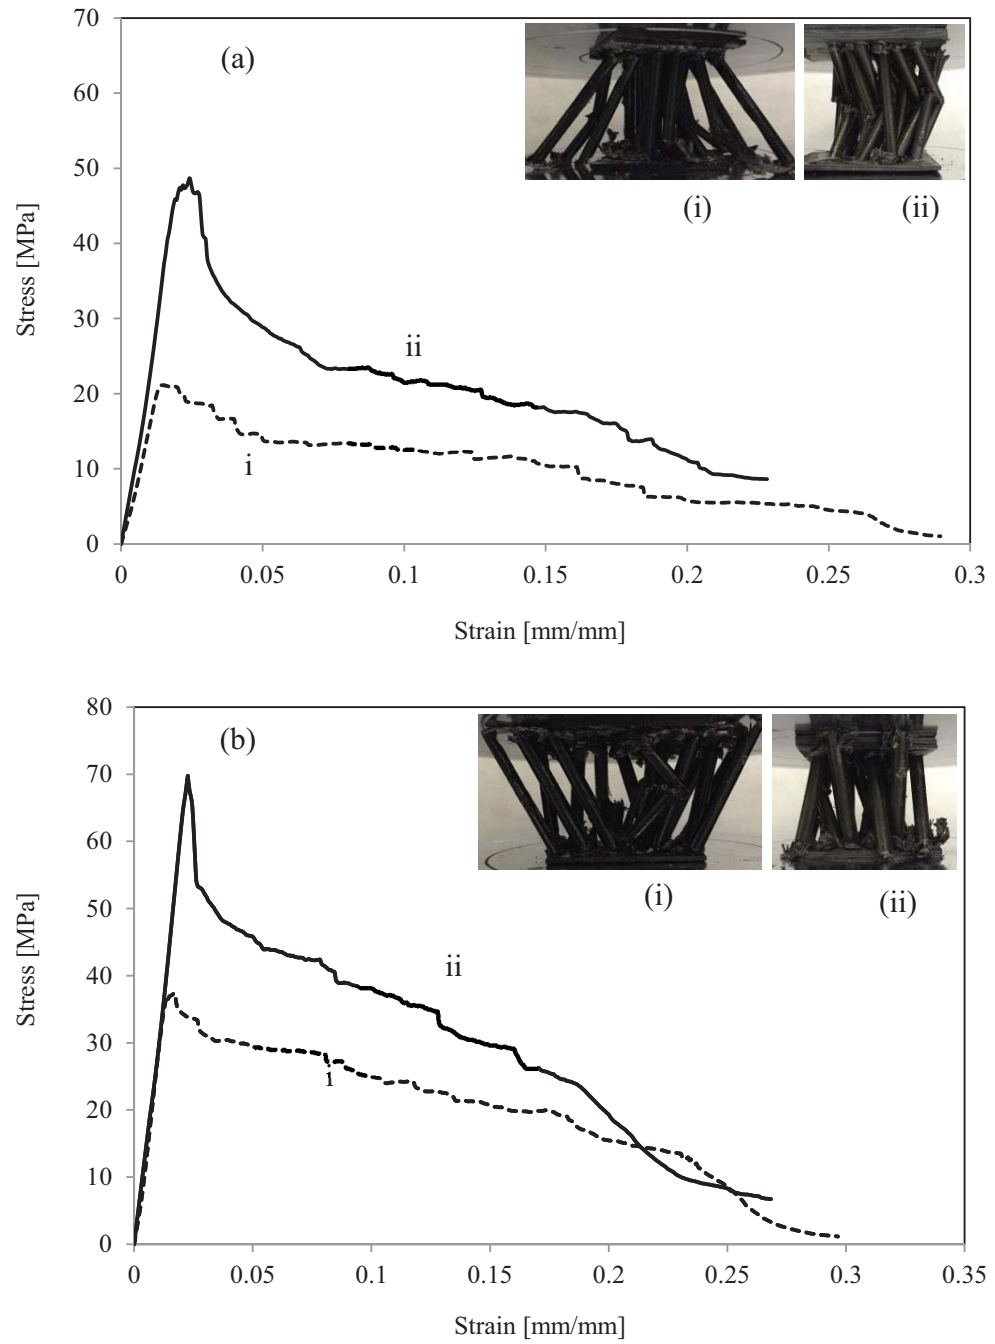 70
(a)
60
50
40
30
20
10
0
Stress [MPa]
ii
i
(i)
(ii)
0 0.05 0.1 0.15 0.2 0.25 0.3
Strain [mm/mm]
80
(b)
70
60
50
40
30
20
10
0
Stress [MPa]
ii
i
(i)
(ii)
0 0.05 0.1 0.15 0.2 0.25 0.3 0.35
Strain [mm/mm]